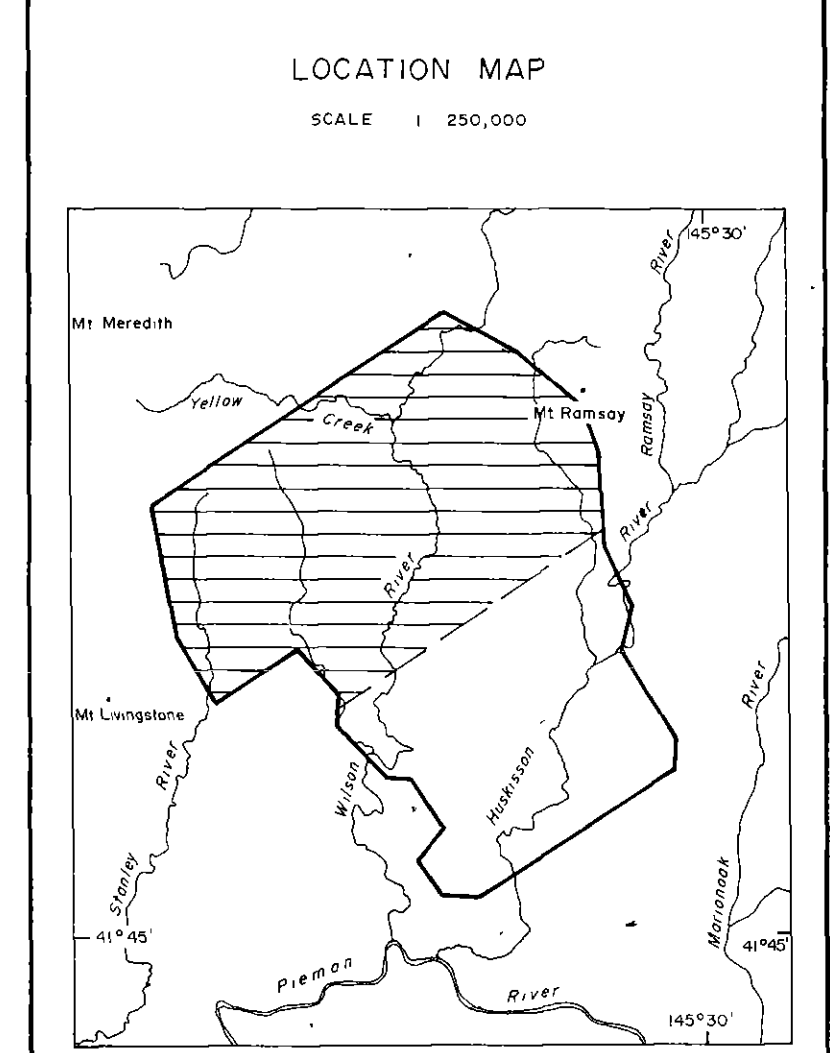 LOCATION MAP
SCALE 1 250,000
145°30'
River
Mt Meredith
Yellow
Creek
Mt Ramsay
Ramsay
River
River
River
Mt Livingstone
River
Wilson
Huskisson
Stanley
Marionoak
41°45'
41°45'
Pieman
River
145°30'